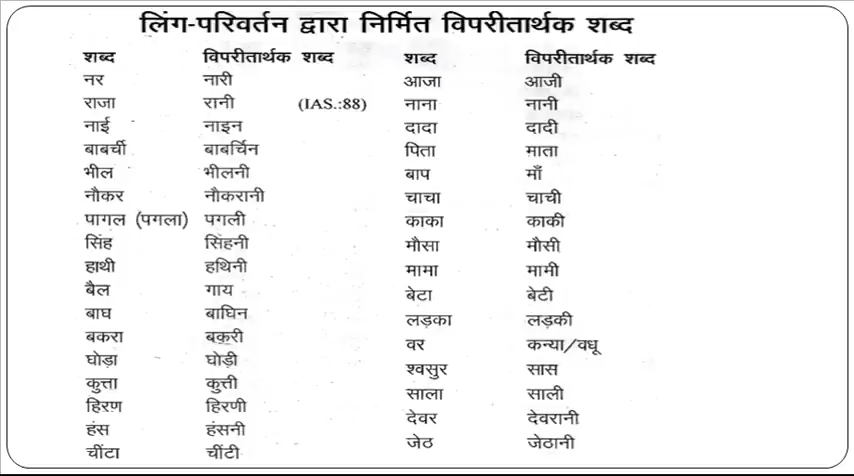 लिंग-परिवर्तन द्वारा निर्मित विपरीतार्थक शब्द
शब्द विपरीतार्थक शब्द
नर नारी
राजा रानी (IAS.:88)
नाई नाइन
बाबर्ची बाबर्चिन
भील भीलनी
नौकर नौकरानी
पागल (पगला) पगली
सिंह सिंहनी
हाथी हथिनी
बैल गाय
बाघ बाघिन
बकरा बकरी
घोड़ा घोड़ी
कुत्ता कुत्ती
हिरण हिरणी
हंस हंसनी
चींटा चींटी
शब्द विपरीतार्थक शब्द
आजा आजी
नाना नानी
दादा दादी
पिता माता
बाप माँ
चाचा चाची
काका काकी
मौसा मौसी
मामा मामी
बेटा बेटी
लड़का लड़की
वर कन्या/वधू
श्वसुर सास
साला साली
देवर देवरानी
जेठ जेठानी